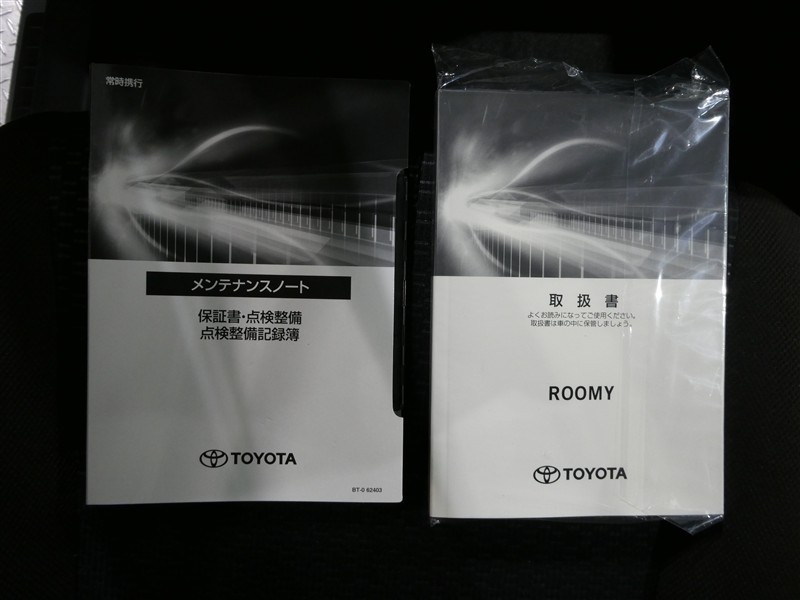 常時携行
メンテナンスノート
保証書・点検整備
点検整備記録簿
TOYOTA
BT-0 62403
取扱書
よくお読みになってご使用ください。
取扱書は車の中に保管しましょう。
ROOMY
TOYOTA